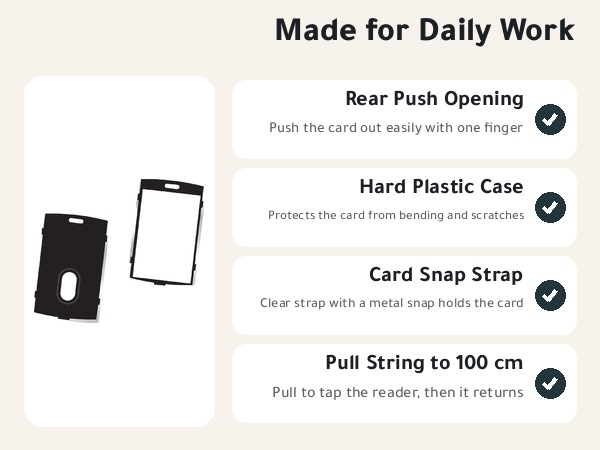 Made for Daily Work
Rear Push Opening
Push the card out easily with one finger
Hard Plastic Case
Protects the card from bending and scratches
Card Snap Strap
Clear strap with a metal snap holds the card
Pull String to 100 cm
Pull to tap the reader, then it returns